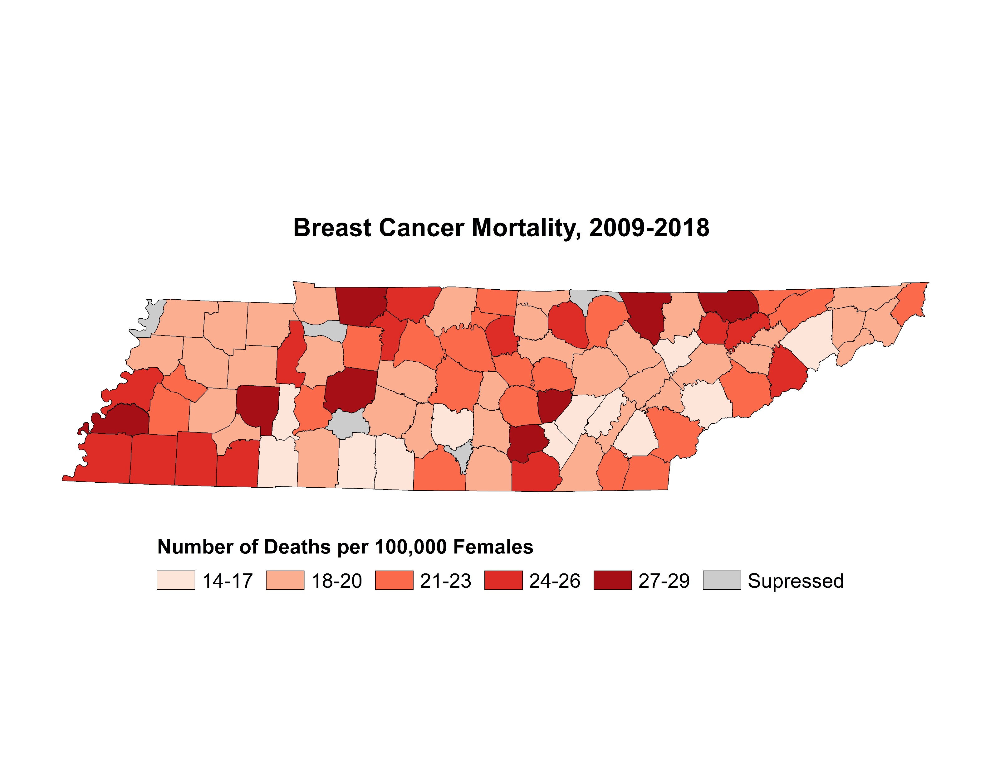 Breast Cancer Mortality, 2009-2018
Number of Deaths per 100,000 Females
14-17 18-20 21-23 24-26 27-29 Supressed